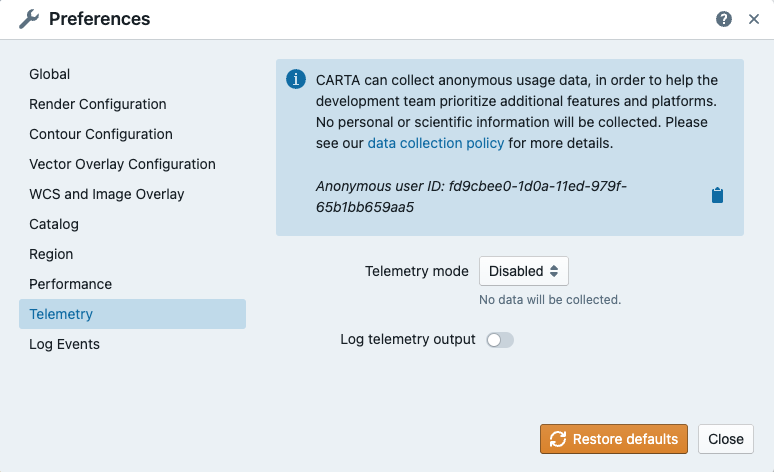 Preferences
Global
Render Configuration
Contour Configuration
Vector Overlay Configuration
WCS and Image Overlay
Catalog
Region
Performance
Telemetry
Log Events
CARTA can collect anonymous usage data, in order to help the
development team prioritize additional features and platforms.
No personal or scientific information will be collected. Please
see our data collection policy for more details.
Anonymous user ID: fd9cbee0-1d0a-11ed-979f-
65b1bb659aa5
Telemetry mode Disabled
No data will be collected.
Log telemetry output
Restore defaults Close